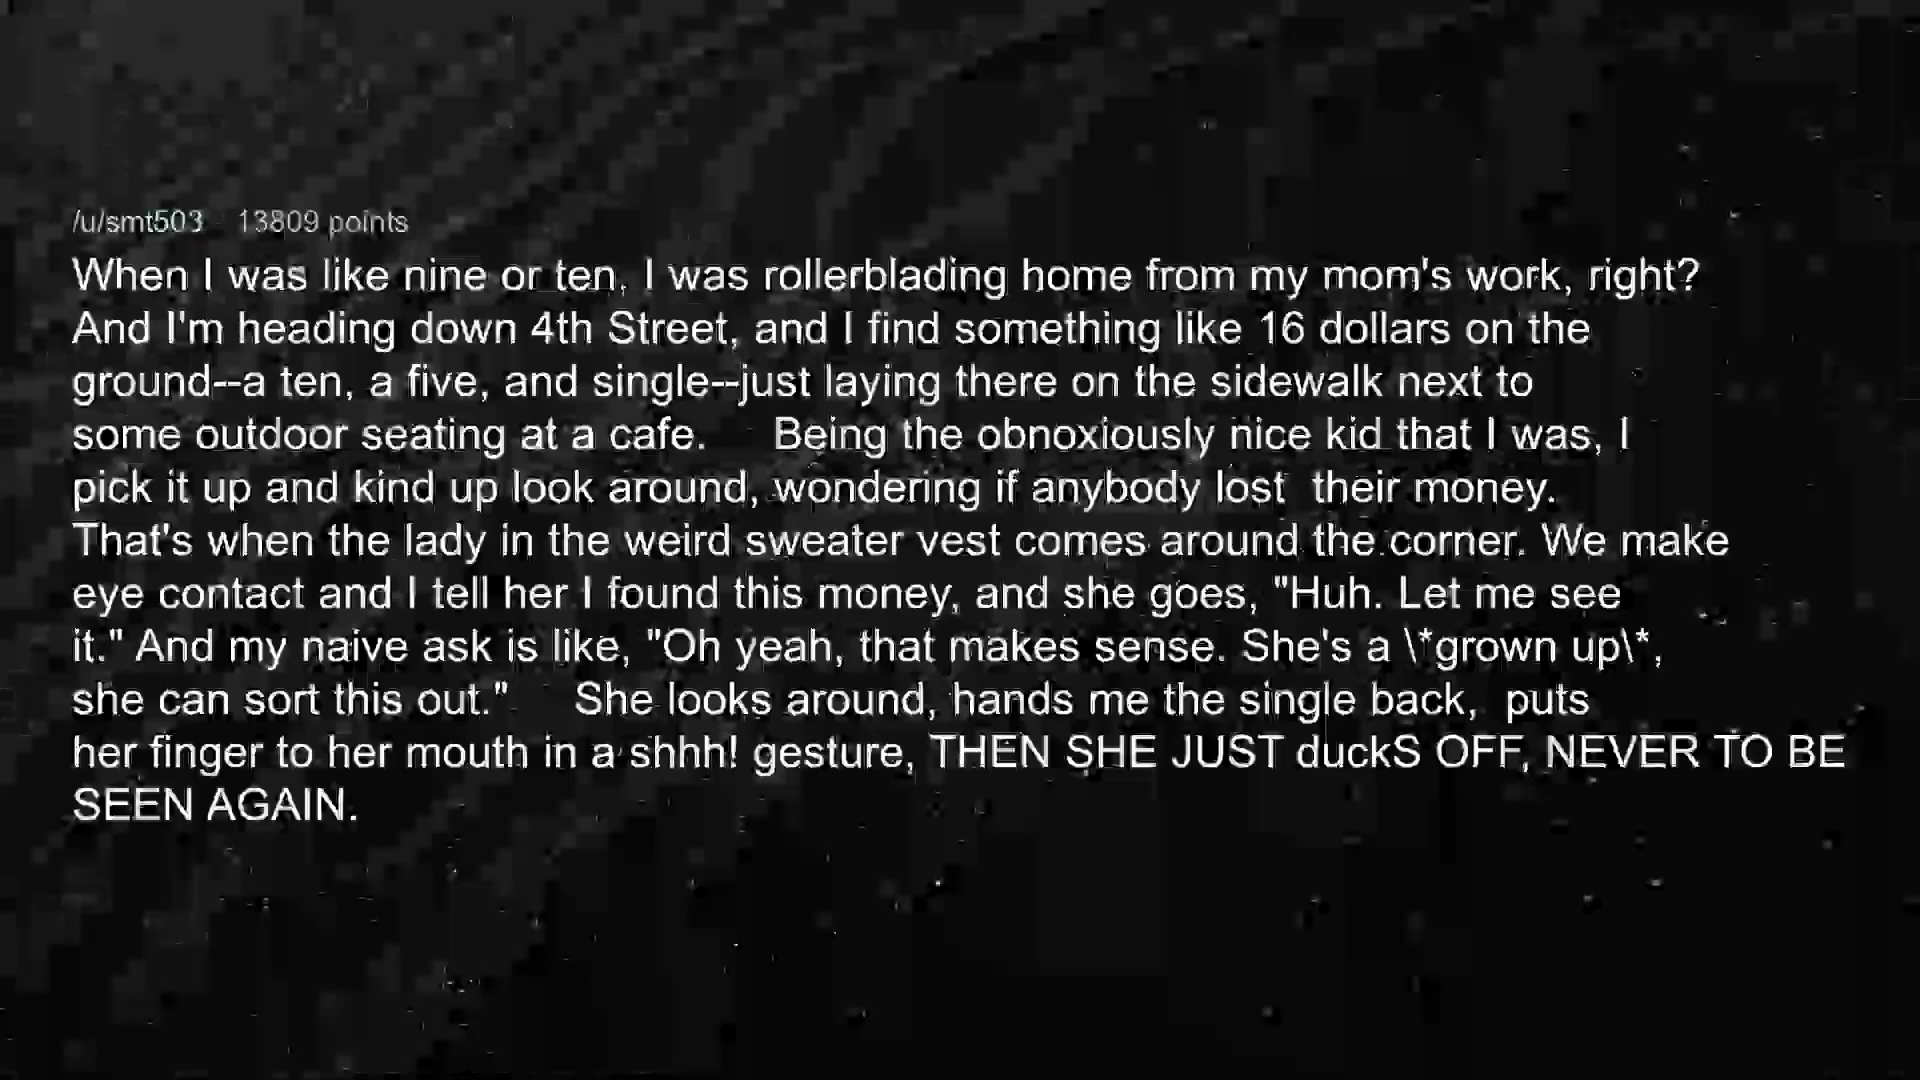 /u/smt503 13809 points
When I was like nine or ten, I was rollerblading home from my mom's work, right?
And I'm heading down 4th Street, and I find something like 16 dollars on the
ground--a ten, a five, and single--just laying there on the sidewalk next to
some outdoor seating at a cafe. Being the obnoxiously nice kid that I was, I
pick it up and kind up look around, wondering if anybody lost their money.
That's when the lady in the weird sweater vest comes around the corner. We make
eye contact and I tell her I found this money, and she goes, "Huh. Let me see
it." And my naive ask is like, "Oh yeah, that makes sense. She's a \*grown up\*,
she can sort this out." She looks around, hands me the single back, puts
her finger to her mouth in a shhh! gesture, THEN SHE JUST duckS OFF, NEVER TO BE
SEEN AGAIN.